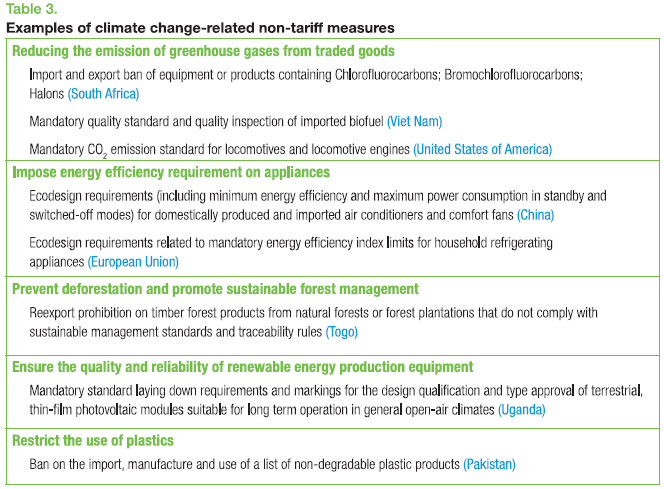 Table 3.
Examples of climate change-related non-tariff measures
Reducing the emission of greenhouse gases from traded goods
Import and export ban of equipment or products containing Chlorofluorocarbons; Bromochlorofluorocarbons;
Halons (South Africa)
Mandatory quality standard and quality inspection of imported biofuel (Viet Nam)
Mandatory CO2 emission standard for locomotives and locomotive engines (United States of America)
Impose energy efficiency requirement on appliances
Ecodesign requirements (including minimum energy efficiency and maximum power consumption in standby and
switched-off modes) for domestically produced and imported air conditioners and comfort fans (China)
Ecodesign requirements related to mandatory energy efficiency index limits for household refrigerating
appliances (European Union)
Prevent deforestation and promote sustainable forest management
Reexport prohibition on timber forest products from natural forests or forest plantations that do not comply with
sustainable management standards and traceability rules (Togo)
Ensure the quality and reliability of renewable energy production equipment
Mandatory standard laying down requirements and markings for the design qualification and type approval of terrestrial,
thin-film photovoltaic modules suitable for long term operation in general open-air climates (Uganda)
Restrict the use of plastics
Ban on the import, manufacture and use of a list of non-degradable plastic products (Pakistan)